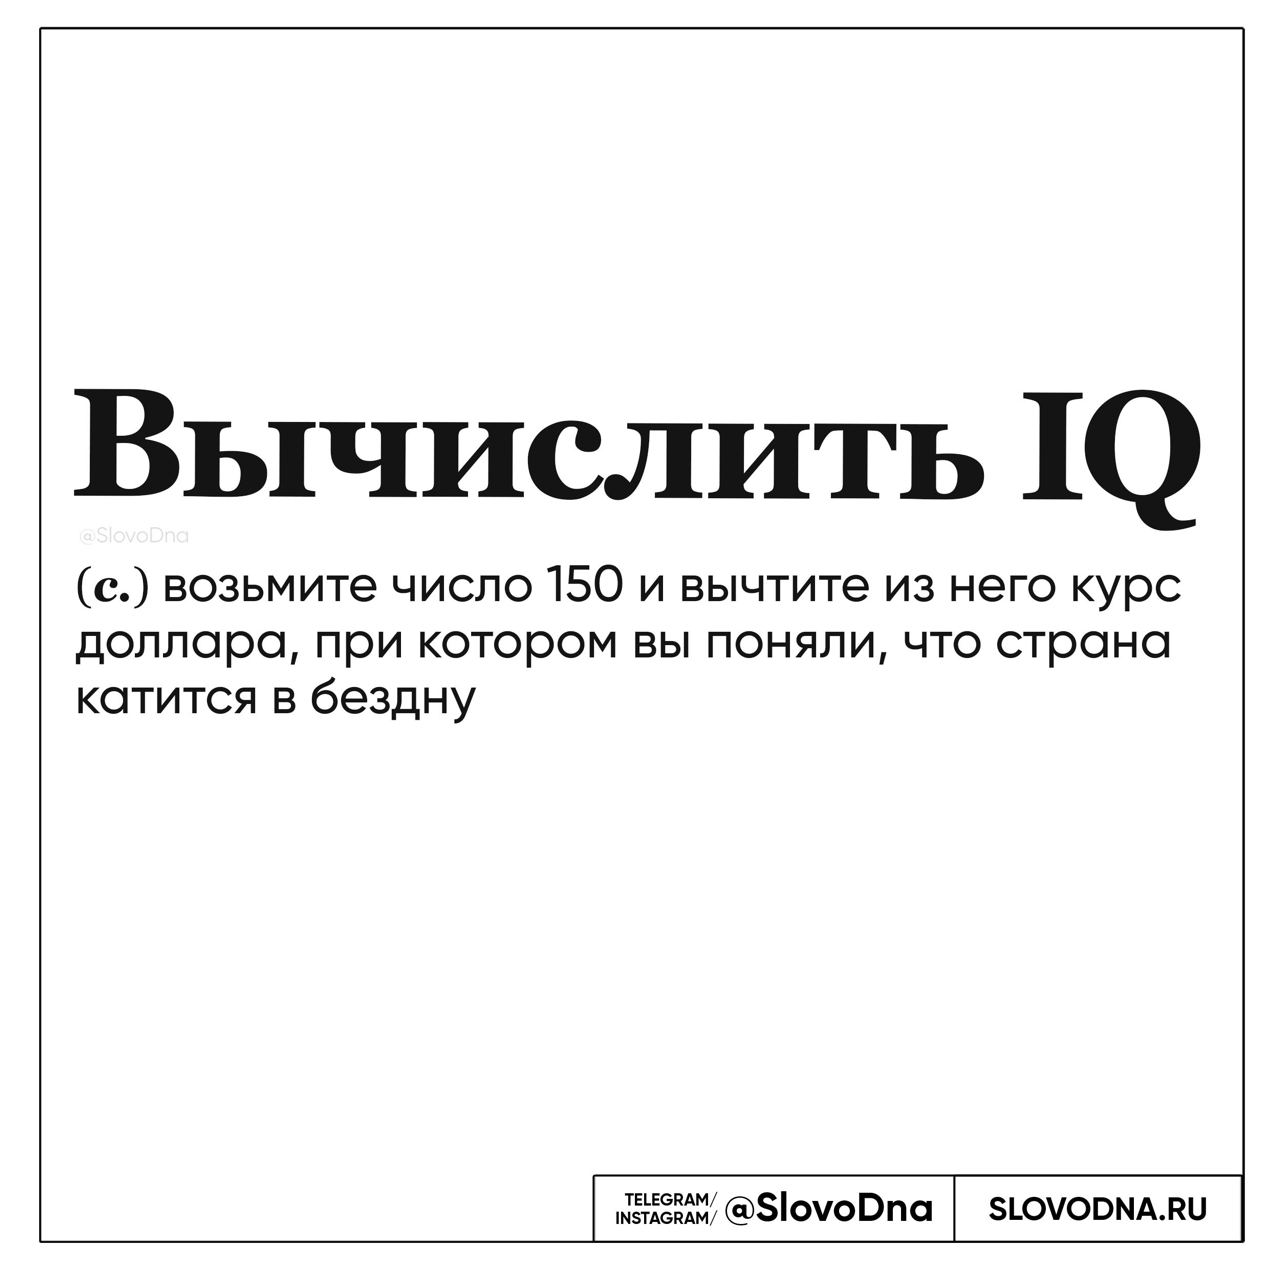 Вычислить IQ
@SlovoDna
(с.) возьмите число 150 и вычтите из него курс
доллара, при котором вы поняли, что страна
катится в бездну
TELEGRAM/
INSTAGRAM/
@SlovoDna
SLOVODNA.RU